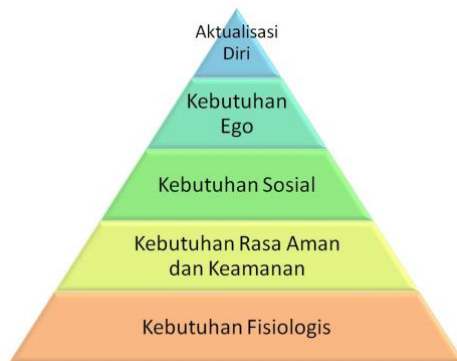 Aktualisasi
Diri
Kebutuhan
Ego
Kebutuhan Sosial
Kebutuhan Rasa Aman
dan Keamanan
Kebutuhan Fisiologis